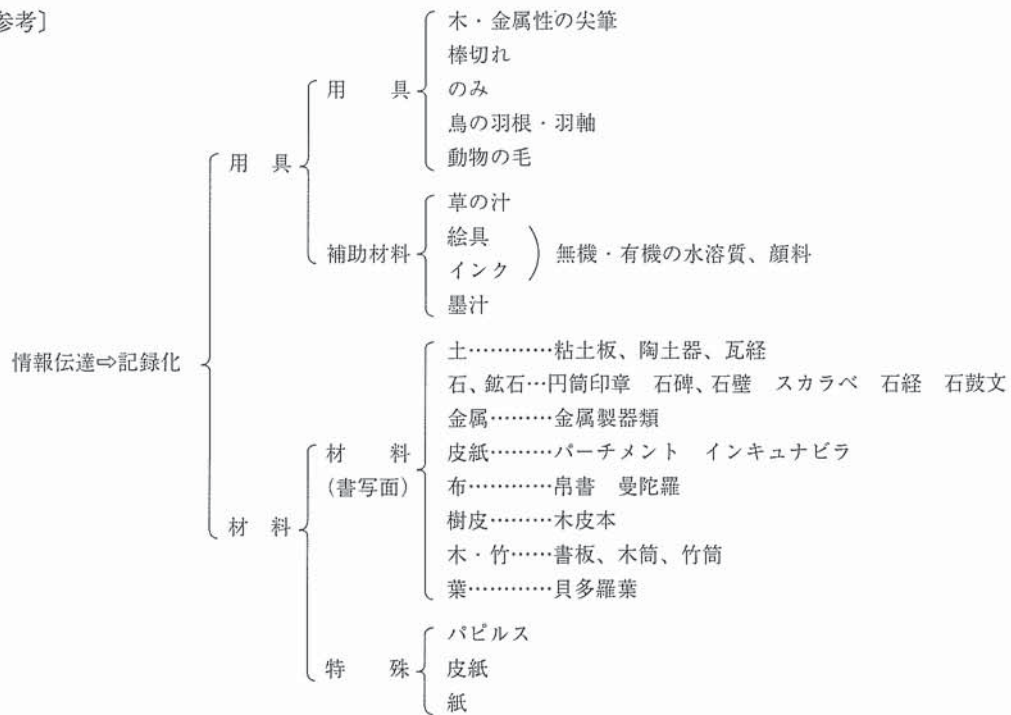 参考〕
木・金属性の尖筆
棒切れ
用　具
のみ
鳥の羽根・羽軸
用　具
動物の毛
草の汁
絵具
補助材料
無機・有機の水溶質、顔料
インク
墨汁
情報伝達⇨記録化
土…………粘土板、陶土器、瓦経
石、鉱石…円筒印章　石碑、石壁　スカラベ　石経　石鼓文
金属………金属製器類
材　料
皮紙………パーチメント　インキュナビラ
(書写面)
布…………帛書　曼陀羅
樹皮………木皮本
材　料
木・竹……書板、木筒、竹筒
葉…………貝多羅葉
パピルス
特　殊
皮紙
紙